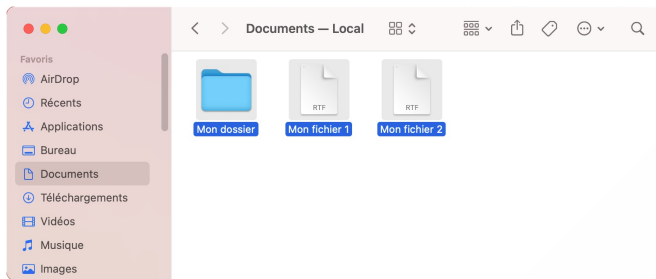 Documents — Local
Favoris
AirDrop
Récents
Applications
Bureau
Documents
Téléchargements
Vidéos
Musique
Images
RTF
RTF
Mon dossier
Mon fichier 1
Mon fichier 2